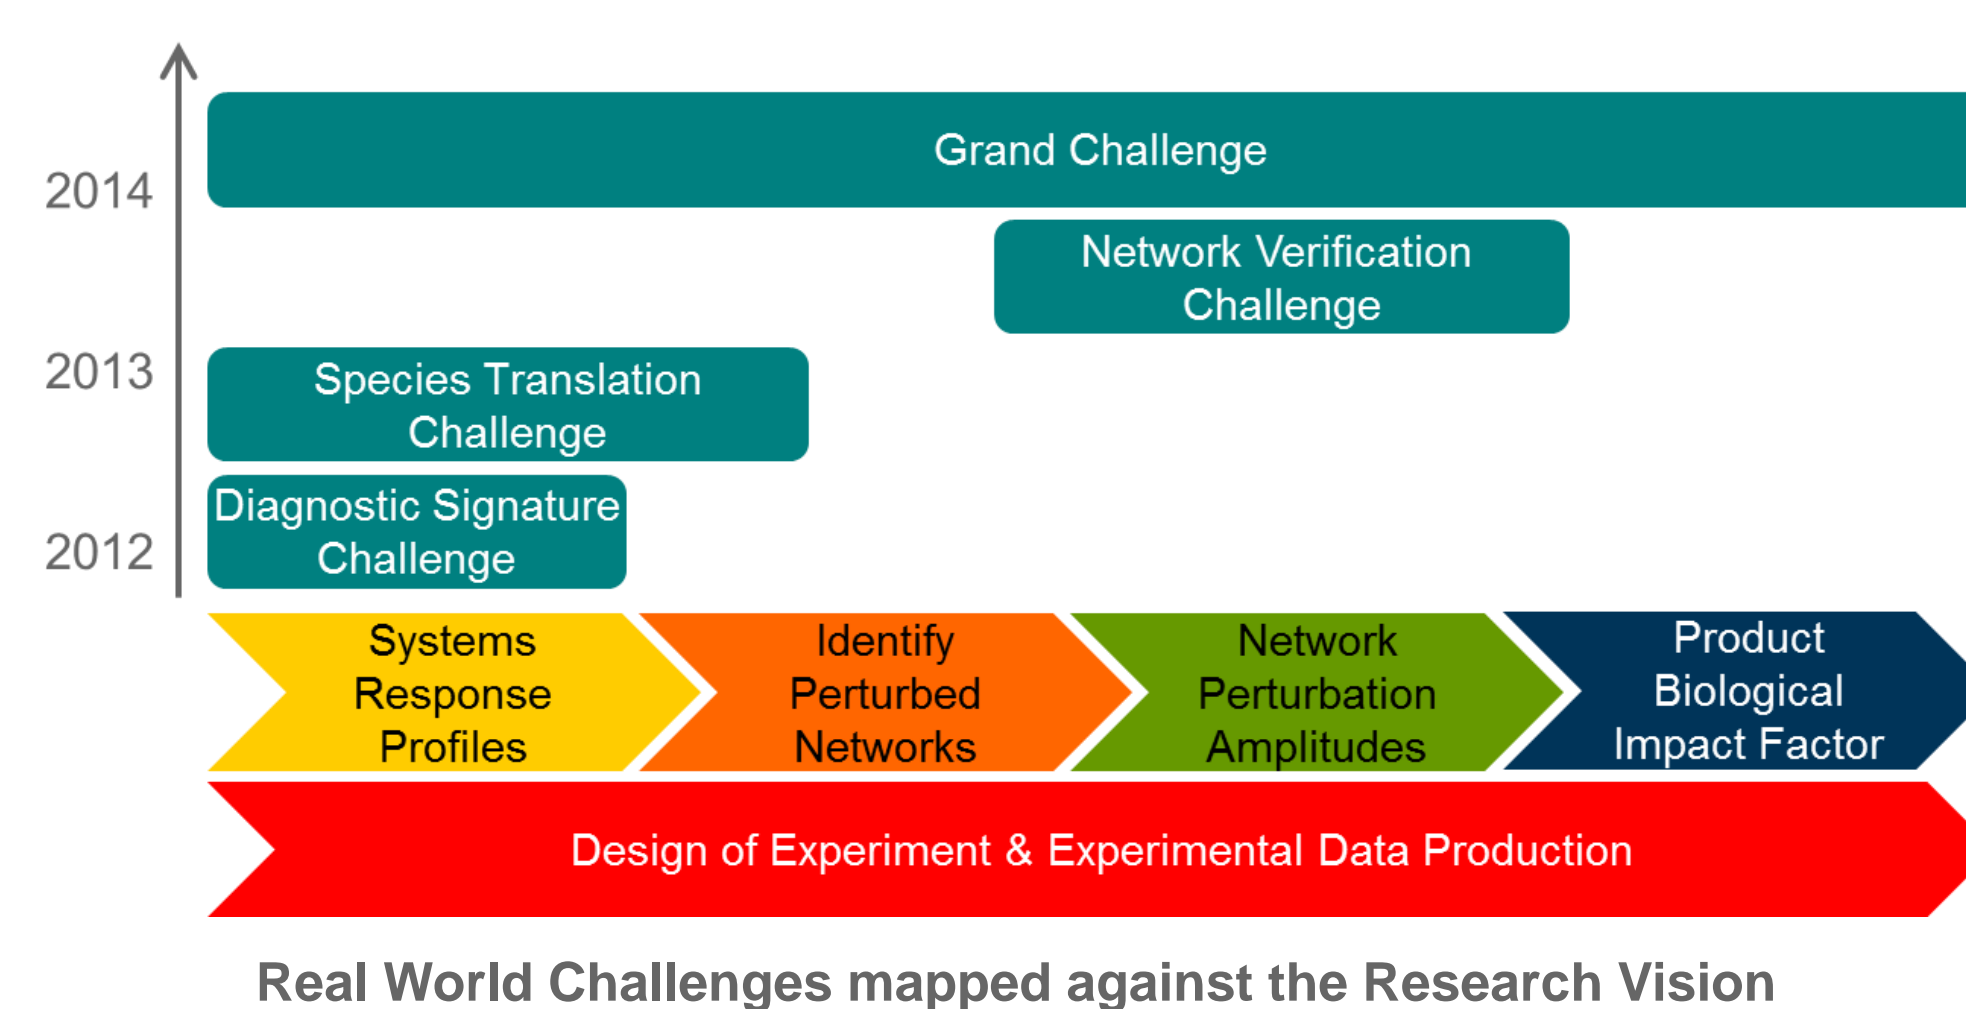 2014
Grand Challenge
Network Verification
Challenge
2013
Species Translation
Challenge
2012
Diagnostic Signature
Challenge
Systems
Response
Profiles
Identify
Perturbed
Networks
Network
Perturbation
Amplitudes
Product
Biological
Impact Factor
Design of Experiment & Experimental Data Production
Real World Challenges mapped against the Research Vision